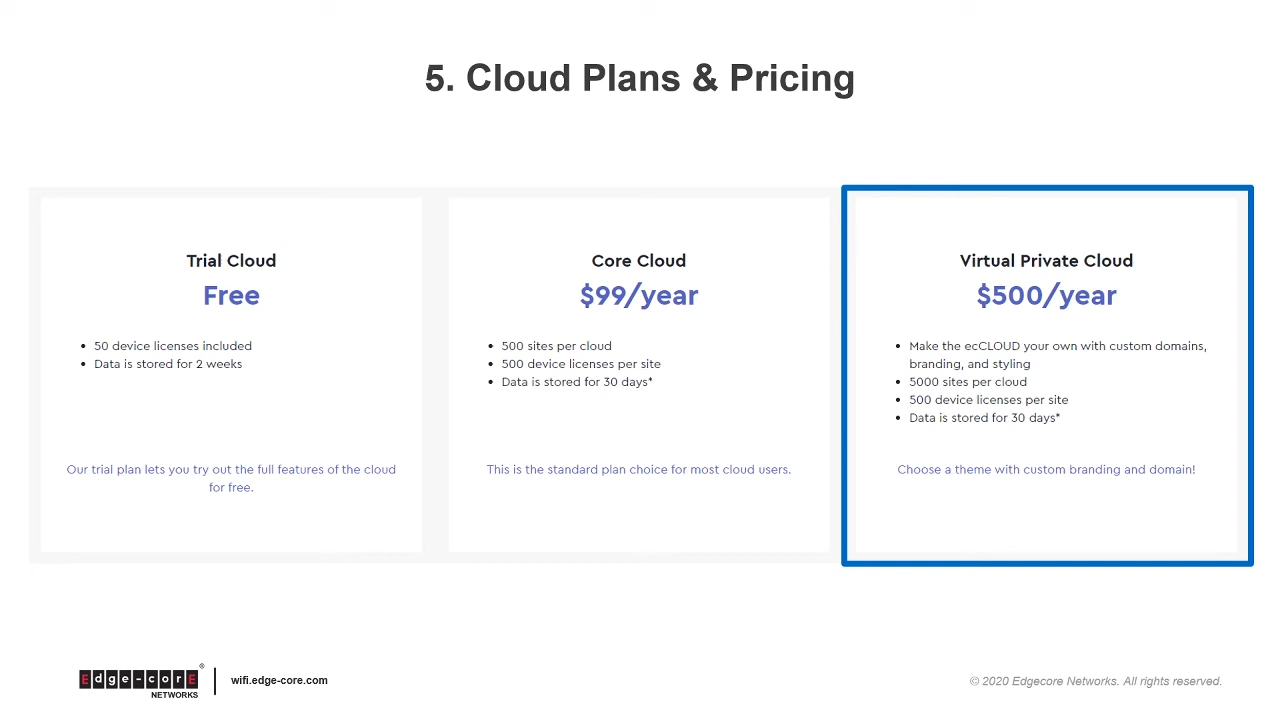 5. Cloud Plans & Pricing
Trial Cloud
Free
• 50 device licenses included
• Data is stored for 2 weeks
Our trial plan lets you try out the full features of the cloud
for free.
Core Cloud
$99/year
• 500 sites per cloud
• 500 device licenses per site
• Data is stored for 30 days*
This is the standard plan choice for most cloud users.
Virtual Private Cloud
$500/year
• Make the ecCLOUD your own with custom domains,
branding, and styling
• 5000 sites per cloud
• 500 device licenses per site
• Data is stored for 30 days*
Choose a theme with custom branding and domain!
Edge-corE®
NETWORKS
wifi.edge-core.com
© 2020 Edgecore Networks. All rights reserved.